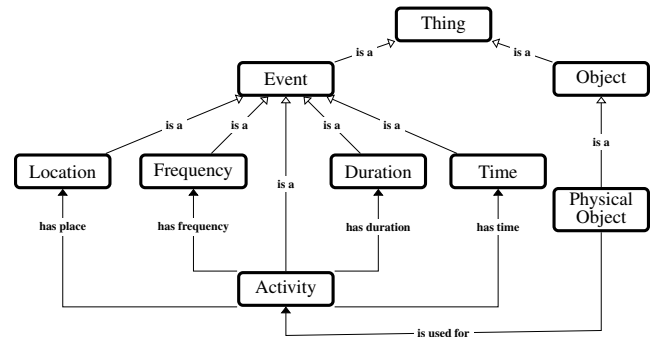 Thing
is a
is a
Event
Object
is a
is a
is a
is a
is a
is a
Location
Frequency
Duration
Time
Physical
Object
has place
has frequency
has duration
has time
Activity
is used for